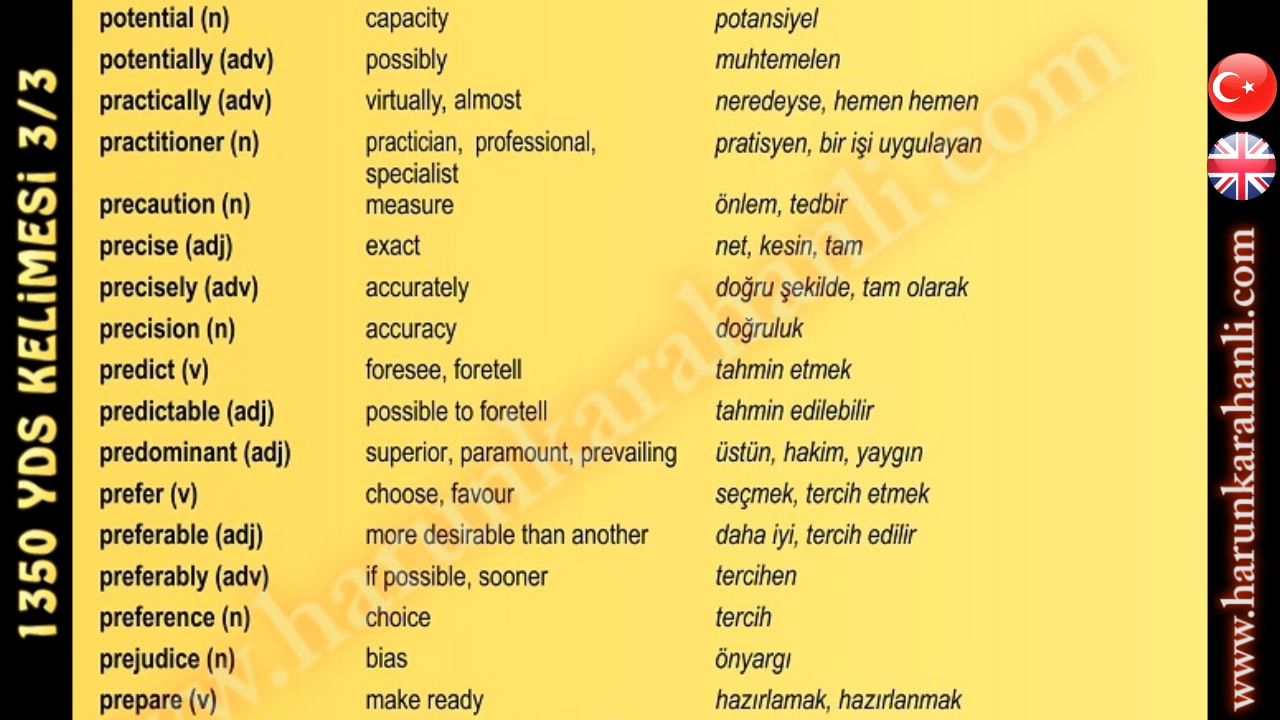 1350 YDS KELİMESİ 3/3
potential (n) capacity potansiyel
potentially (adv) possibly muhtemelen
practically (adv) virtually, almost neredeyse, hemen hemen
practitioner (n) practician, professional, pratisyen, bir işi uygulayan
specialist
precaution (n) measure önlem, tedbir
precise (adj) exact net, kesin, tam
precisely (adv) accurately doğru şekilde, tam olarak
precision (n) accuracy doğruluk
predict (v) foresee, foretell tahmin etmek
predictable (adj) possible to foretell tahmin edilebilir
predominant (adj) superior, paramount, prevailing üstün, hakim, yaygın
prefer (v) choose, favour seçmek, tercih etmek
preferable (adj) more desirable than another daha iyi, tercih edilir
preferably (adv) if possible, sooner tercihen
preference (n) choice tercih
prejudice (n) bias önyargı
prepare (v) make ready hazırlamak, hazırlanmak
www.harunkarahanli.com
www.harunkarahanli.com